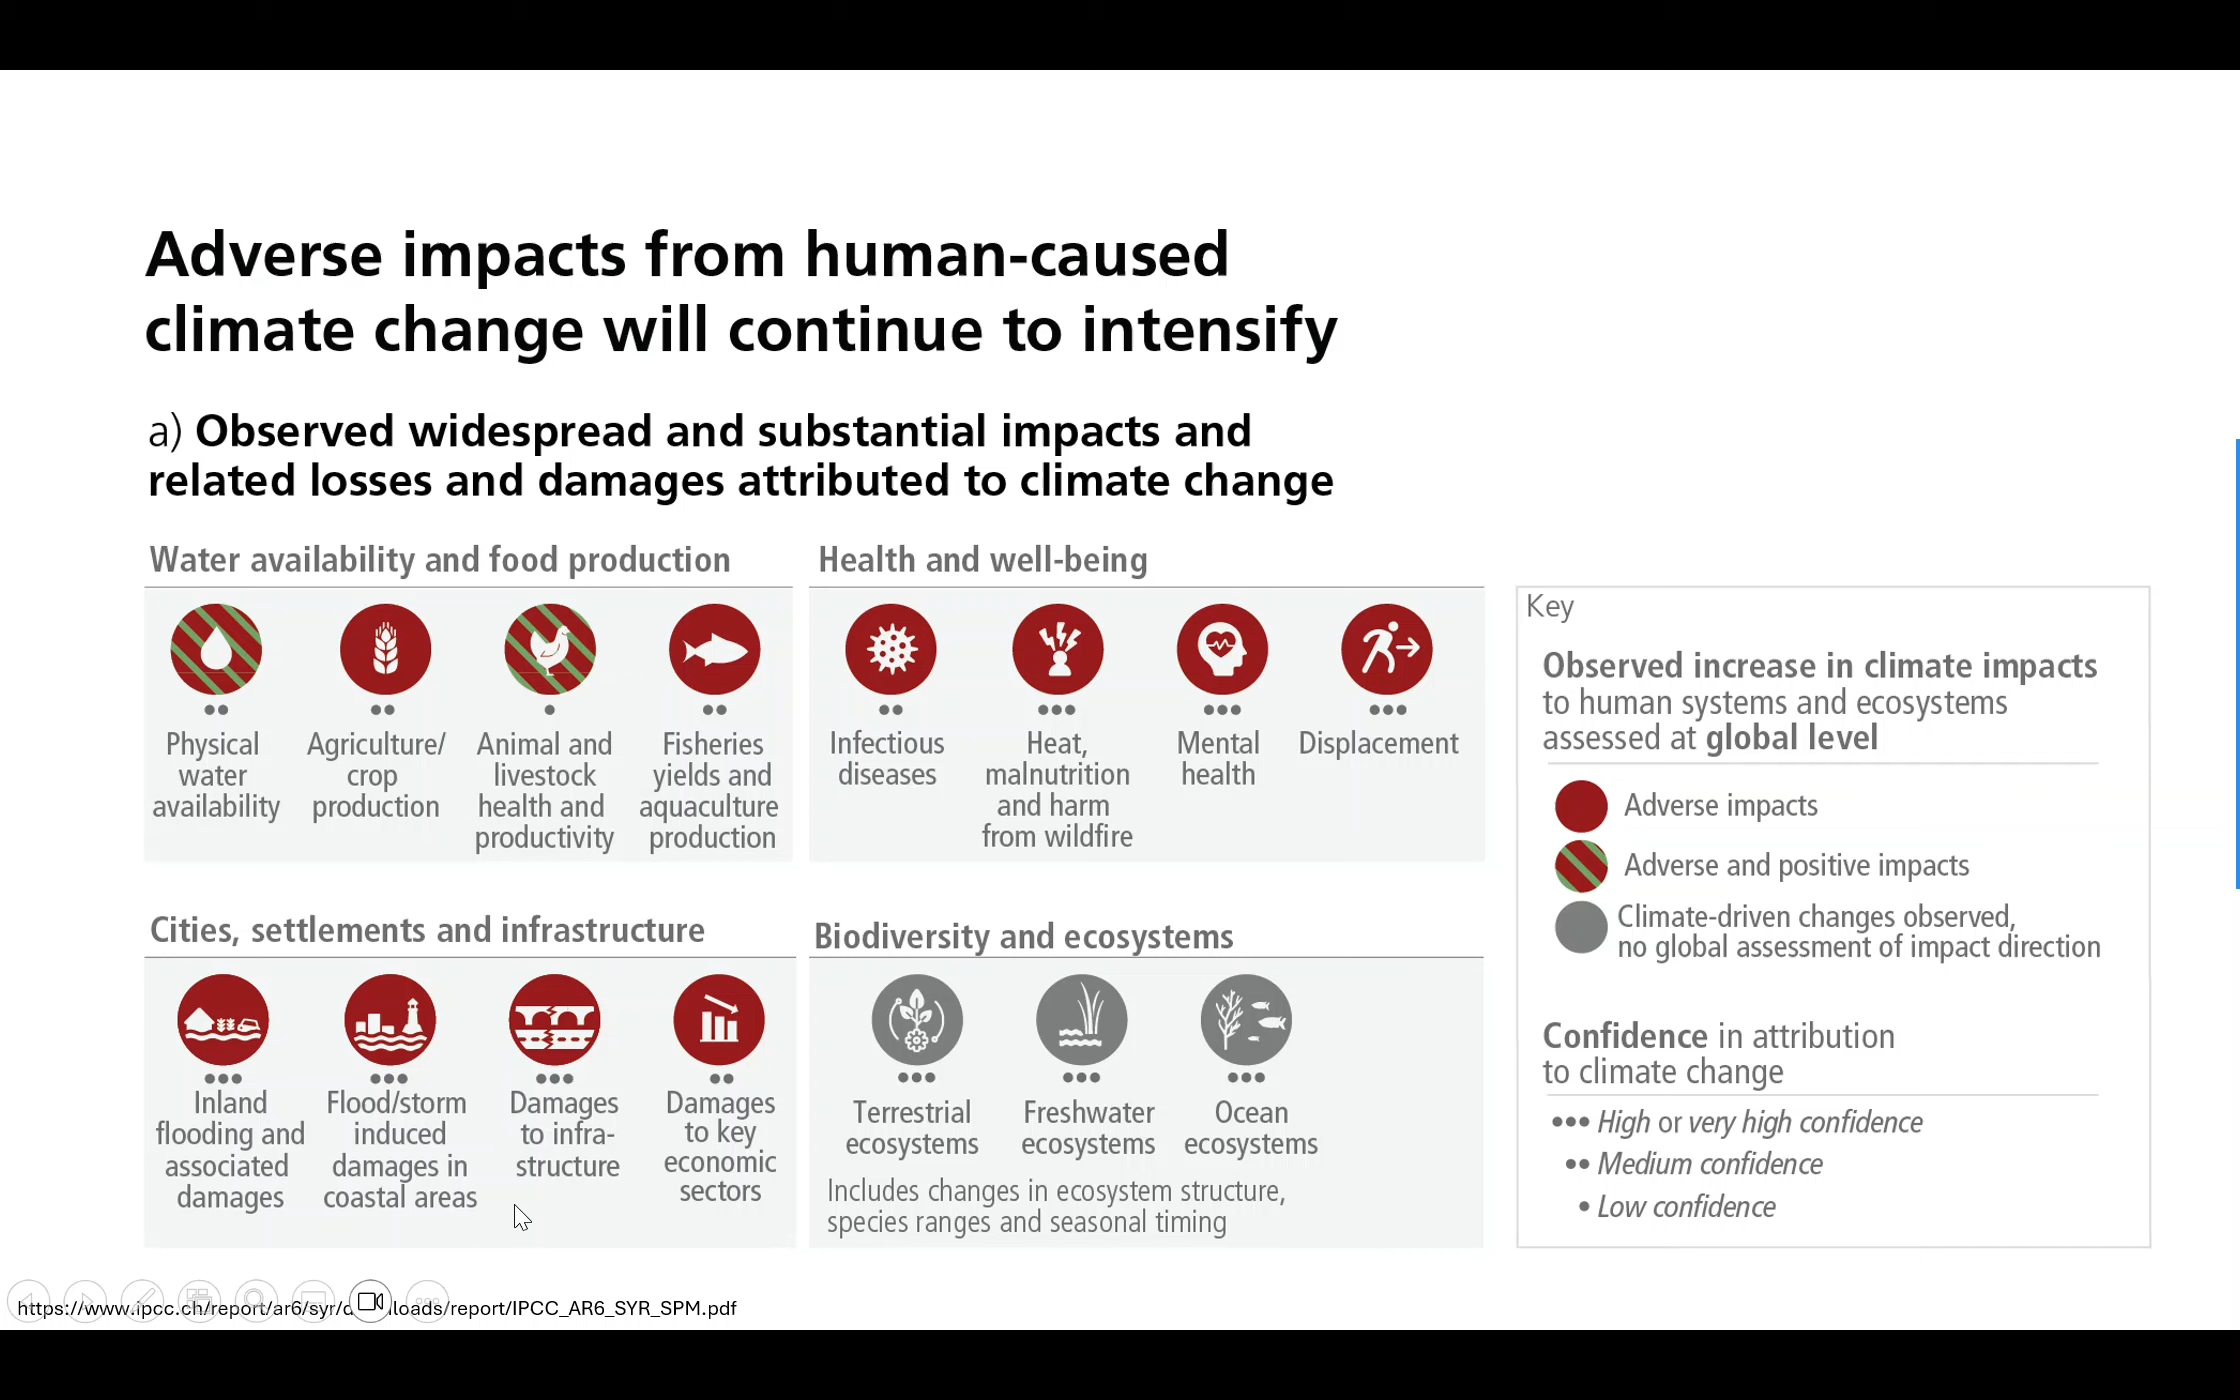 Adverse impacts from human-caused
climate change will continue to intensify
a) Observed widespread and substantial impacts and
related losses and damages attributed to climate change
Water availability and food production
Physical
water
availability
Agriculture/
crop
production
Animal and
livestock
health and
productivity
Fisheries
yields and
aquaculture
production
Health and well-being
Infectious
diseases
Heat,
malnutrition
and harm
from wildfire
Mental
health
Displacement
Cities, settlements and infrastructure
Inland
flooding and
associated
damages
Flood/storm
induced
damages in
coastal areas
Damages
to infra-
structure
Damages
to key
economic
sectors
Biodiversity and ecosystems
Terrestrial
ecosystems
Freshwater
ecosystems
Ocean
ecosystems
Includes changes in ecosystem structure,
species ranges and seasonal timing
Key
Observed increase in climate impacts
to human systems and ecosystems
assessed at global level
Adverse impacts
Adverse and positive impacts
Climate-driven changes observed,
no global assessment of impact direction
Confidence in attribution
to climate change
••• High or very high confidence
•• Medium confidence
• Low confidence
https://www.ipcc.ch/report/ar6/syr/d loads/report/IPCC_AR6_SYR_SPM.pdf